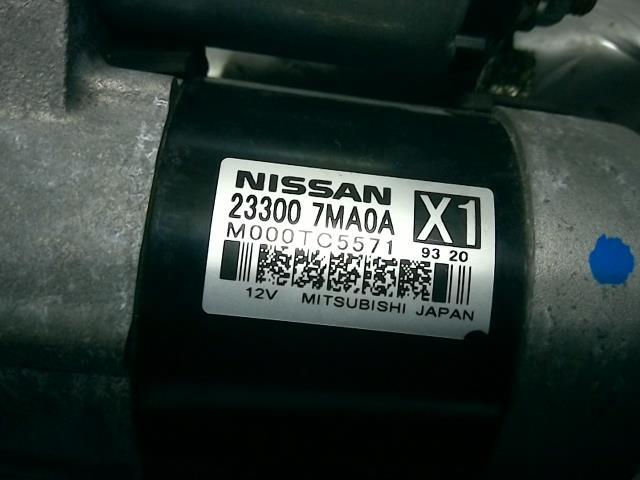 NISSAN
23300 7MA0A X1
M000TC5571 93 20
12V MITSUBISHI JAPAN